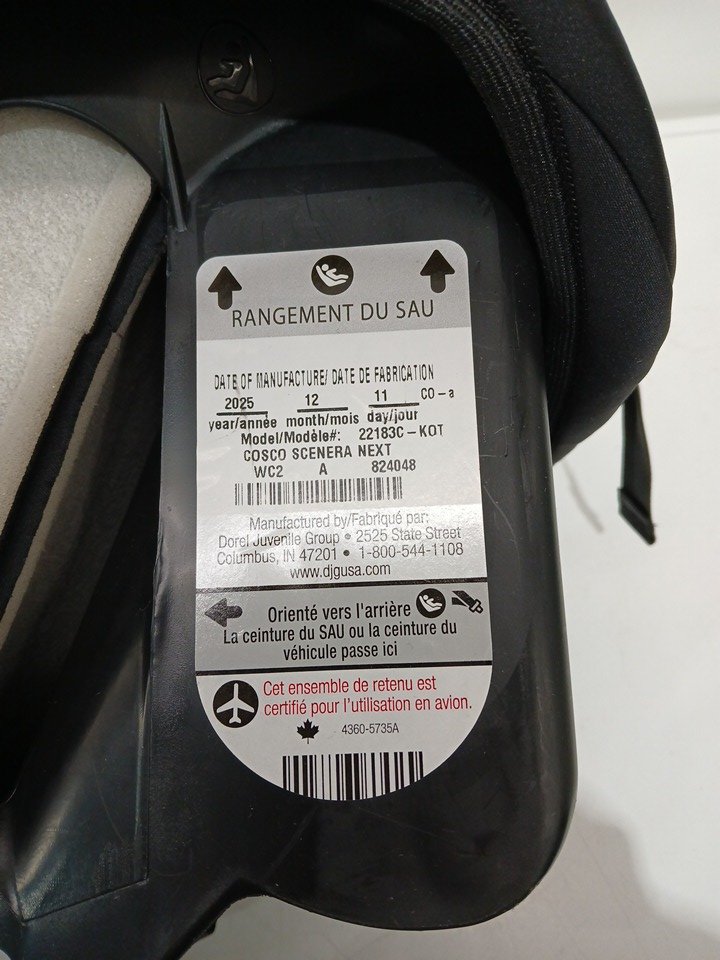 RANGEMENT DU SAU
DATE OF MANUFACTURE/ DATE DE FABRICATION
2025 12 11 CO-a
year/année month/mois day/jour
Model/Modèle#: 22183C-KOT
COSCO SCENERA NEXT
WC2 A 824048
Manufactured by/Fabriqué par:
Dorel Juvenile Group • 2525 State Street
Columbus, IN 47201 • 1-800-544-1108
www.djgusa.com
Orienté vers l'arrière
La ceinture du SAU ou la ceinture du
véhicule passe ici
Cet ensemble de retenu est
certifié pour l'utilisation en avion.
4360-5735A